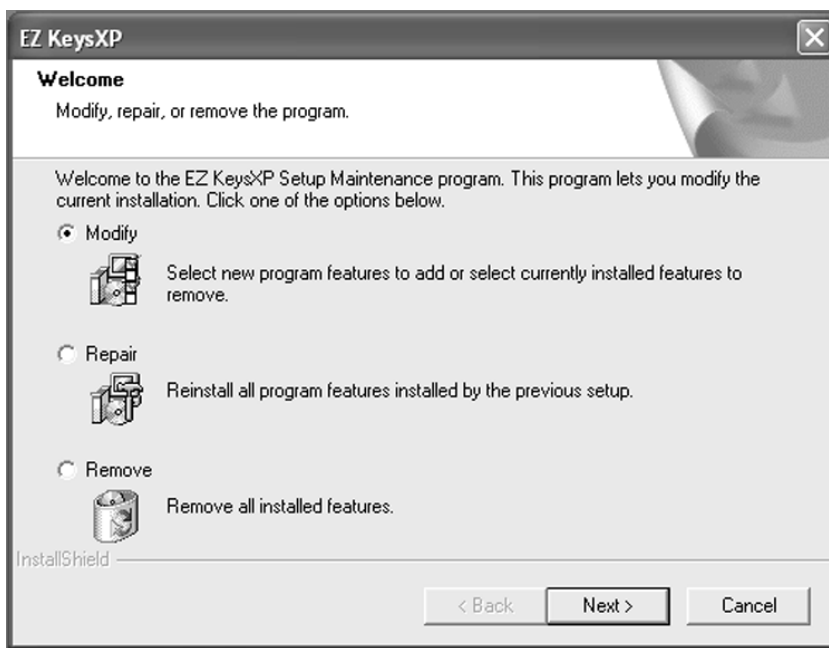 EZ KeysXP
Welcome
Modify, repair, or remove the program.
Welcome to the EZ KeysXP Setup Maintenance program. This program lets you modify the
current installation. Click one of the options below.
Modify
Select new program features to add or select currently installed features to
remove.
Repair
Reinstall all program features installed by the previous setup.
Remove
Remove all installed features.
InstallShield
< Back
Next >
Cancel